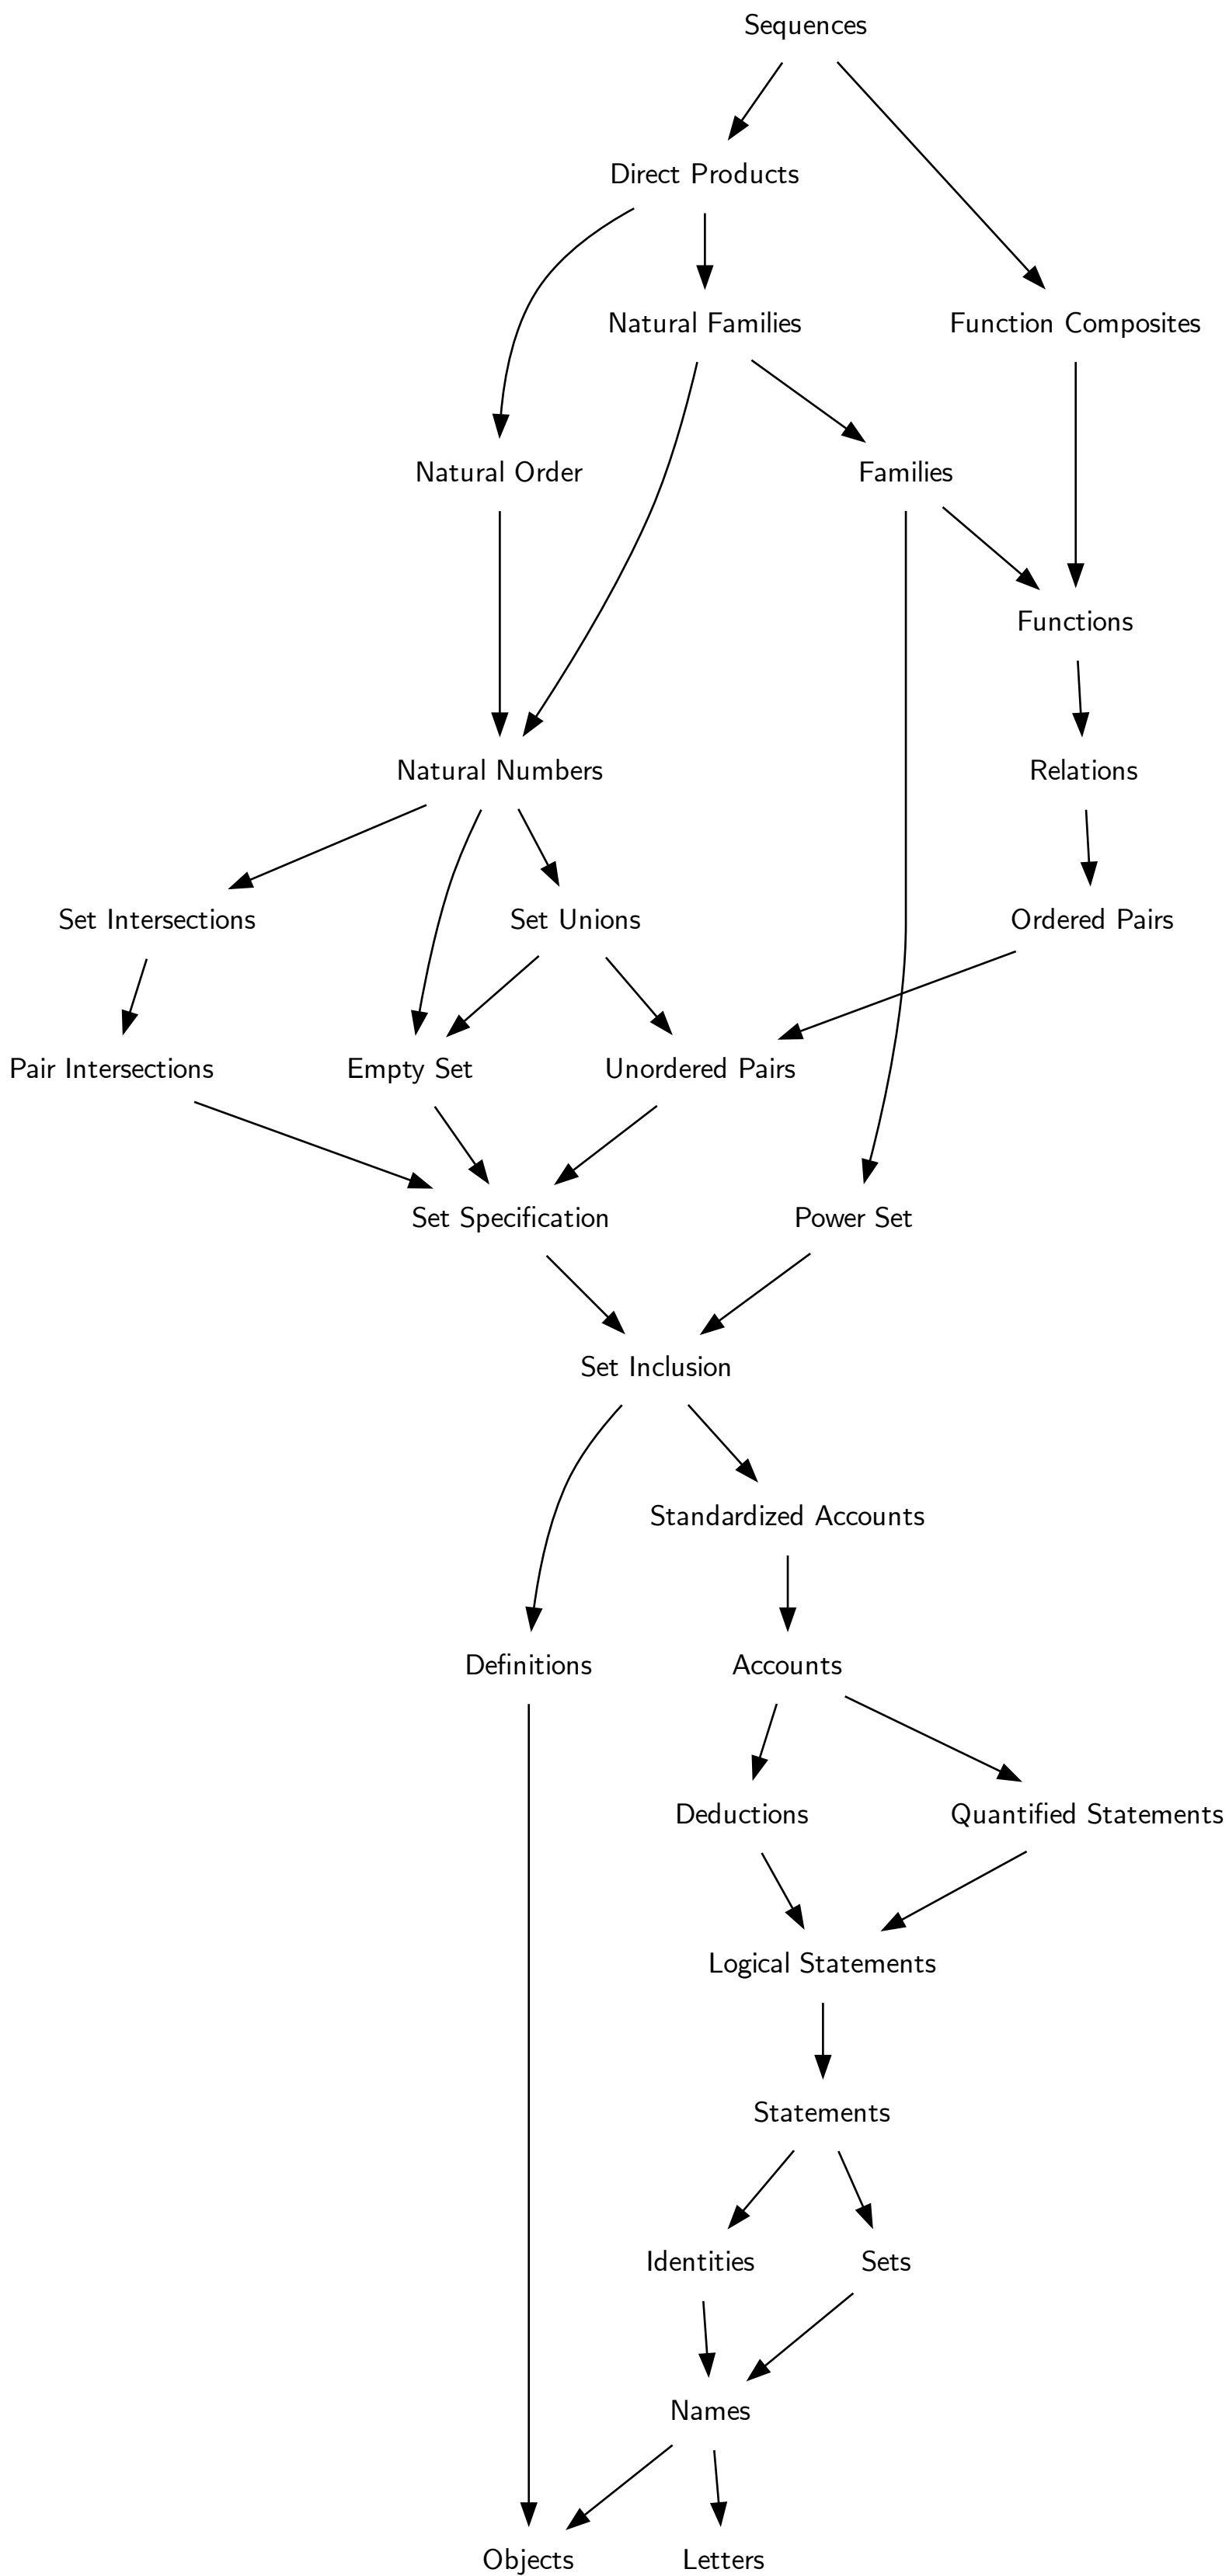 Sequences
Direct Products
Natural Families
Function Composites
Natural Order
Families
Functions
Natural Numbers
Relations
Set Intersections
Set Unions
Ordered Pairs
Pair Intersections
Empty Set
Unordered Pairs
Set Specification
Power Set
Set Inclusion
Standardized Accounts
Definitions
Accounts
Deductions
Quantified Statements
Logical Statements
Statements
Identities
Sets
Names
Objects
Letters